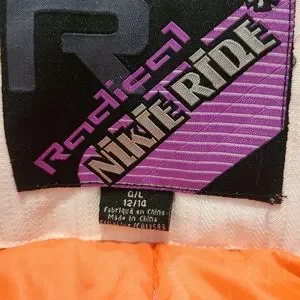 R
Radical
NIKIE RIDE
G/L
12/14
Fabriqué en Chine
Made in China